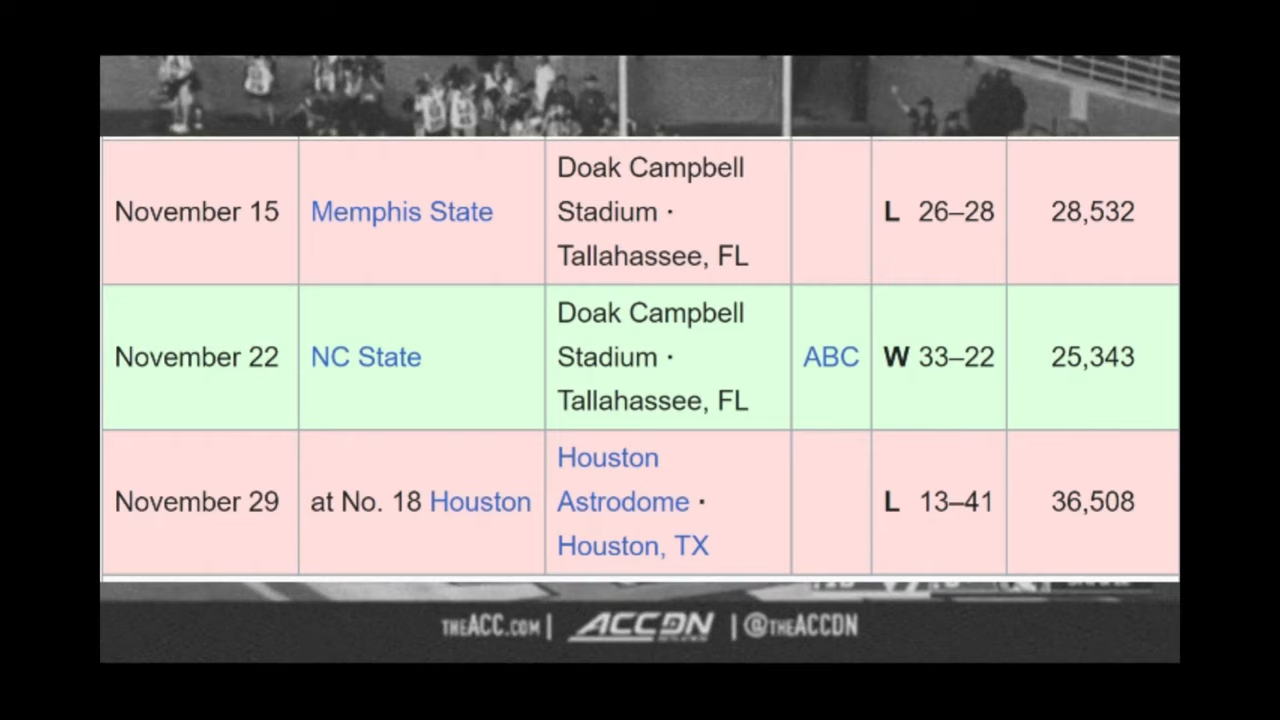 November 15 Memphis State Doak Campbell Stadium · Tallahassee, FL L 26–28 28,532
November 22 NC State Doak Campbell Stadium · Tallahassee, FL ABC W 33–22 25,343
November 29 at No. 18 Houston Houston Astrodome · Houston, TX L 13–41 36,508
THEACC.COM | ACCDN | @THEACCDN